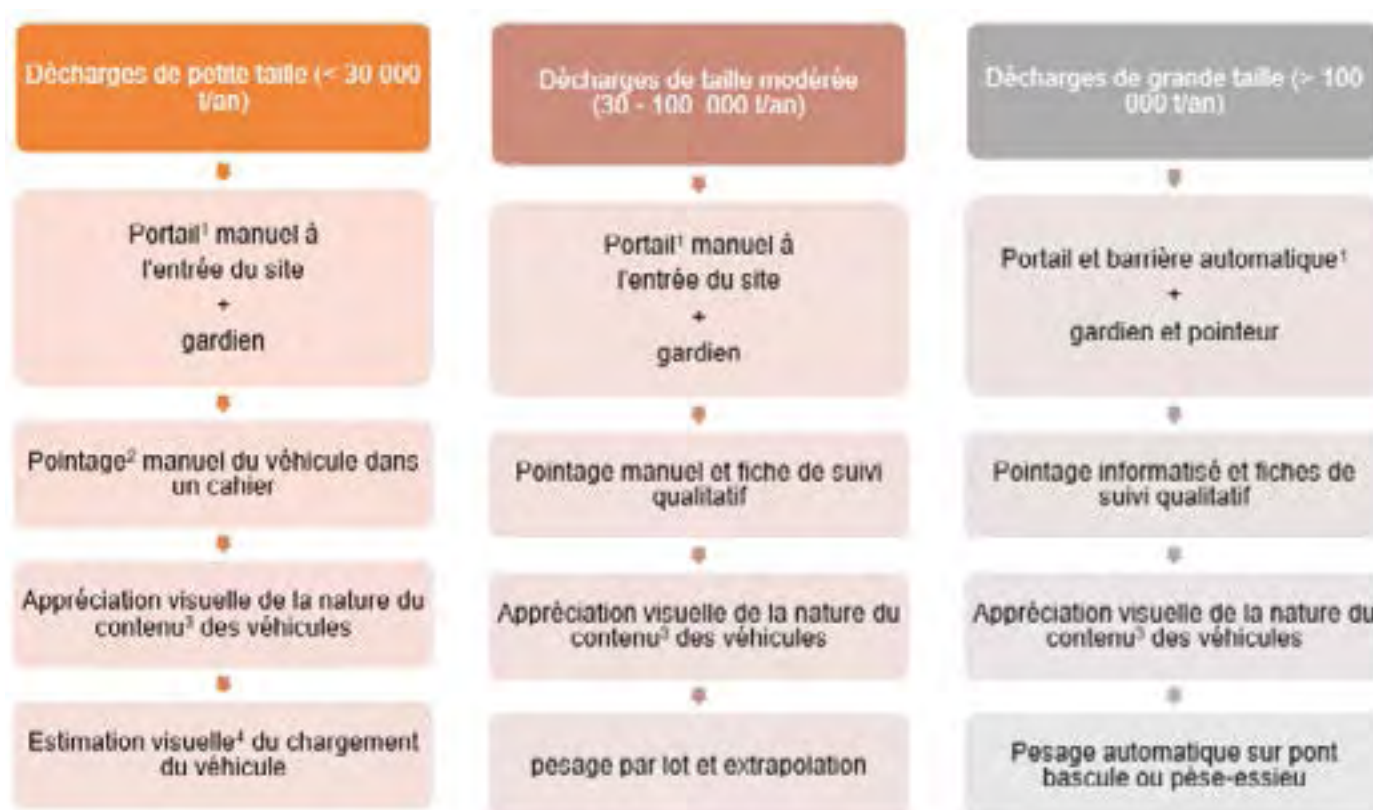 Décharges de petite taille (< 30 000
t/an)
Portail¹ manuel à
l'entrée du site
+
gardien
Pointage² manuel du véhicule dans
un cahier
Appréciation visuelle de la nature du
contenu³ des véhicules
Estimation visuelle⁴ du chargement
du véhicule
Décharges de taille modérée
(30 - 100 000 t/an)
Portail¹ manuel à
l'entrée du site
+
gardien
Pointage manuel et fiche de suivi
qualitatif
Appréciation visuelle de la nature du
contenu³ des véhicules
pesage par lot et extrapolation
Décharges de grande taille (> 100
000 t/an)
Portail et barrière automatique¹
+
gardien et pointeur
Pointage informatisé et fiches de
suivi qualitatif
Appréciation visuelle de la nature du
contenu³ des véhicules
Pesage automatique sur pont
bascule ou pèse-essieu